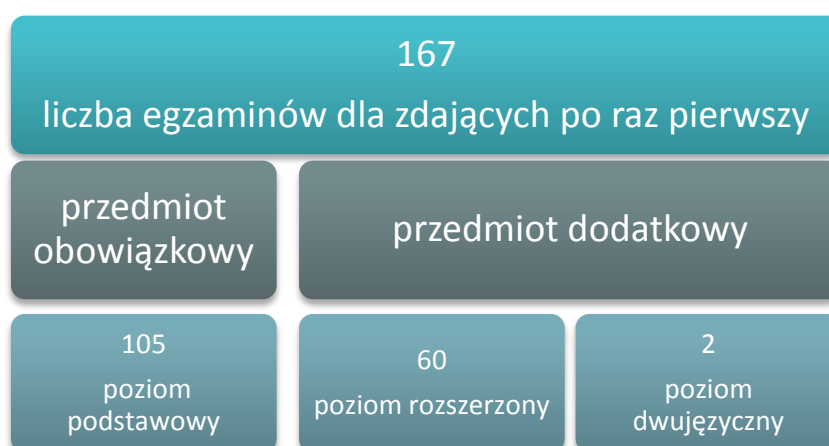 167
liczba egzaminów dla zdających po raz pierwszy
przedmiot
obowiązkowy
przedmiot dodatkowy
105
poziom
podstawowy
60
poziom rozszerzony
2
poziom
dwujęzyczny